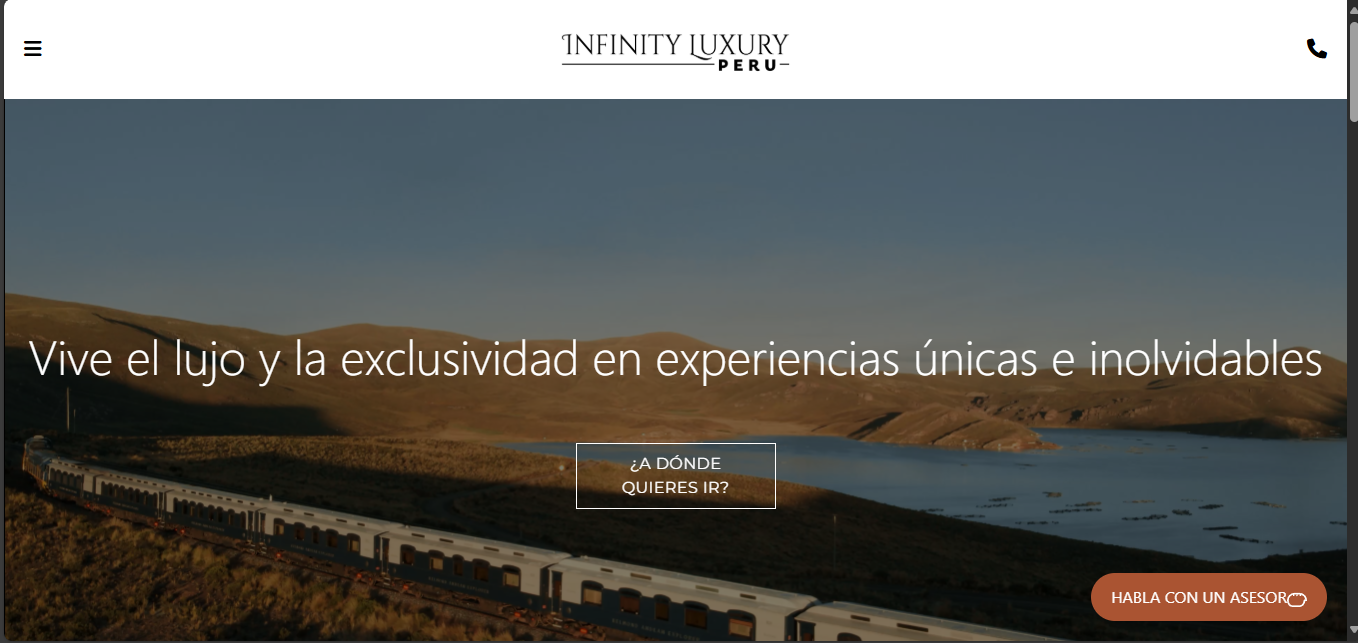 INFINITY LUXURY
PERU
Vive el lujo y la exclusividad en experiencias únicas e inolvidables
¿A DÓNDE
QUIERES IR?
HABLA CON UN ASESOR